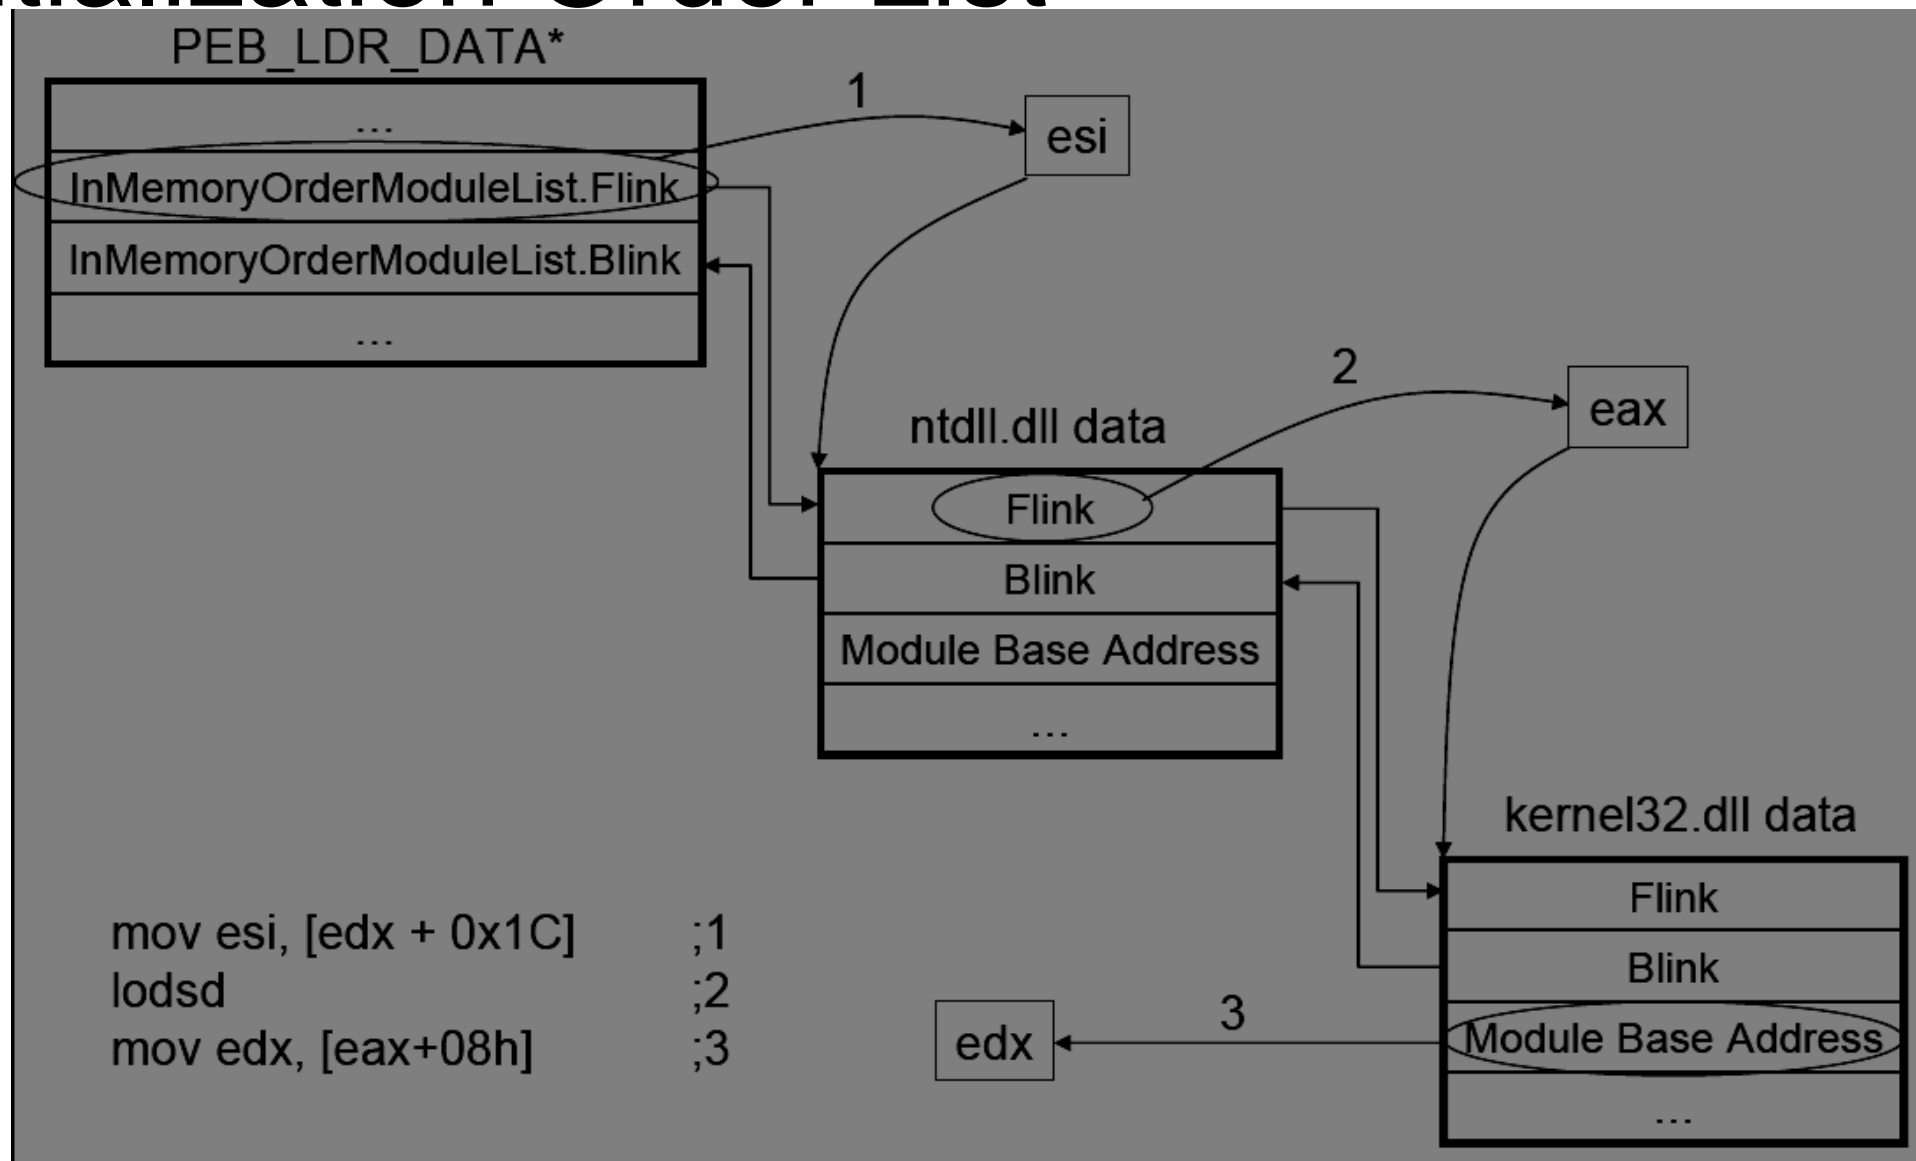 Order List
PEB_LDR_DATA*
...
InMemoryOrderModuleList.Flink
InMemoryOrderModuleList.Blink
...
1
esi
2
eax
ntdll.dll data
Flink
Blink
Module Base Address
...
kernel32.dll data
Flink
Blink
Module Base Address
...
3
edx
mov esi, [edx + 0x1C] ;1
lodsd ;2
mov edx, [eax+08h] ;3